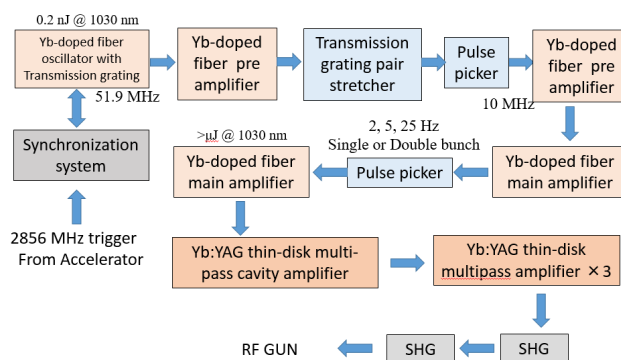 0.2 nJ @ 1030 nm
Yb-doped fiber
oscillator with
Transmission grating
Yb-doped
fiber pre
amplifier
Transmission
grating pair
stretcher
Pulse
picker
Yb-doped
fiber pre
amplifier
51.9 MHz
10 MHz
Synchronization
system
2856 MHz trigger
From Accelerator
>μJ @ 1030 nm
Yb-doped fiber
main amplifier
2, 5, 25 Hz
Single or Double bunch
Pulse picker
Yb-doped fiber
main amplifier
Yb:YAG thin-disk multi-
pass cavity amplifier
Yb:YAG thin-disk
multipass amplifier ×3
RF GUN
SHG
SHG